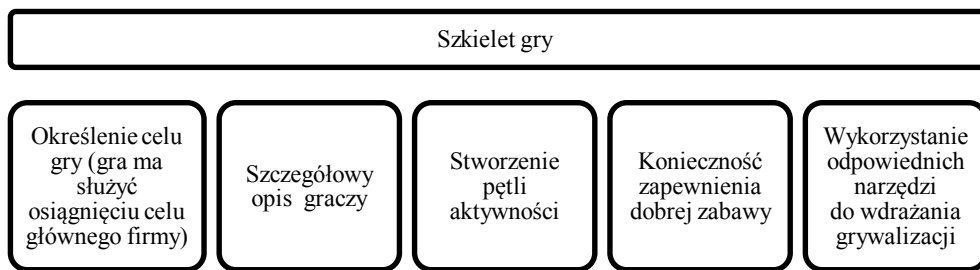 Szkielet gry
Określenie celu
gry (gra ma
służyć
osiągnięciu celu
głównego firmy)
Szczegółowy
opis graczy
Stworzenie
pętli
aktywności
Konieczność
zapewnienia
dobrej zabawy
Wykorzystanie
odpowiednich
narzędzi
do wdrażania
grywalizacji